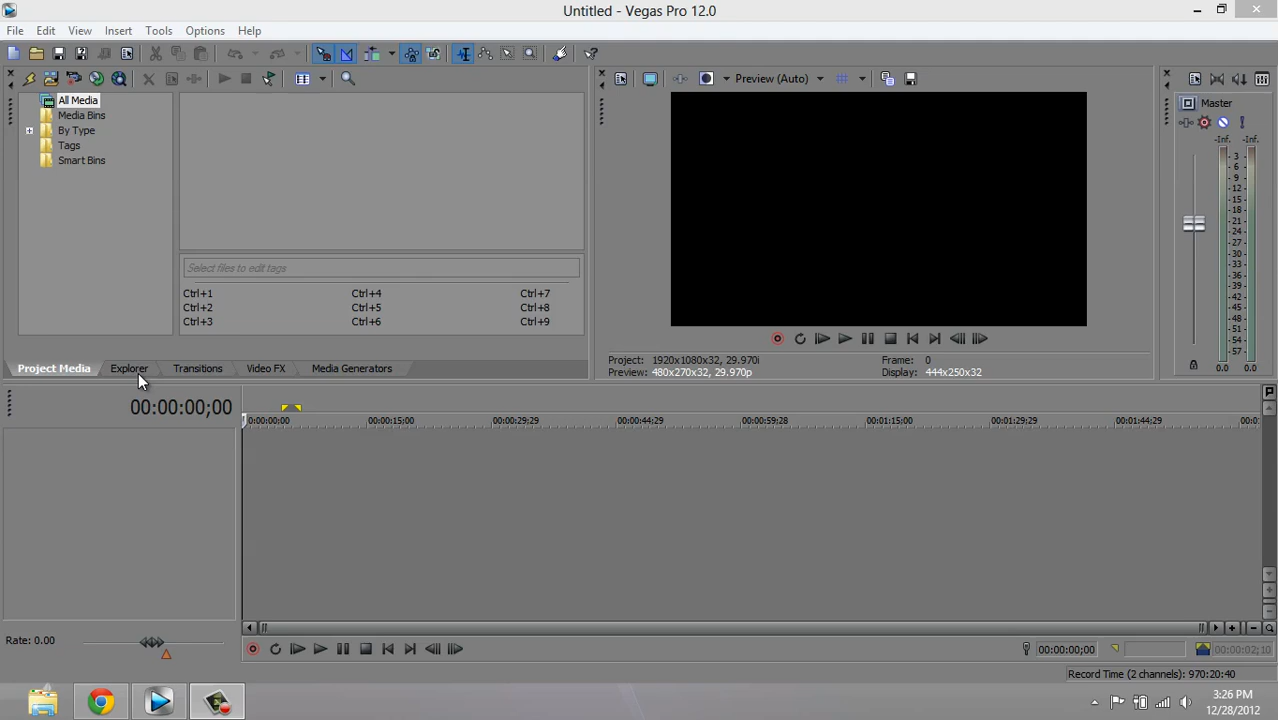 Untitled - Vegas Pro 12.0
File Edit View Insert Tools Options Help
Preview (Auto)
All Media
Media Bins
By Type
Tags
Smart Bins
Select files to edit tags
Ctrl+1 Ctrl+4 Ctrl+7
Ctrl+2 Ctrl+5 Ctrl+8
Ctrl+3 Ctrl+6 Ctrl+9
Project Media Explorer Transitions Video FX Media Generators
Project: 1920x1080x32, 29.970i Frame: 0
Preview: 480x270x32, 29.970p Display: 444x250x32
Master
-Inf. -Inf.
3
6
9
12
15
18
21
24
27
30
33
36
39
42
45
48
51
54
57
0.0 0.0
00:00:00;00
0:00:00;00 00:00:15;00 00:00:29;29 00:00:44;29 00:00:59;28 00:01:15;00 00:01:29;29 00:01:44;29 00:0
Rate: 0.00
00:00:00;00 00:00:02;10
Record Time (2 channels): 970:20:40
3:26 PM
12/28/2012